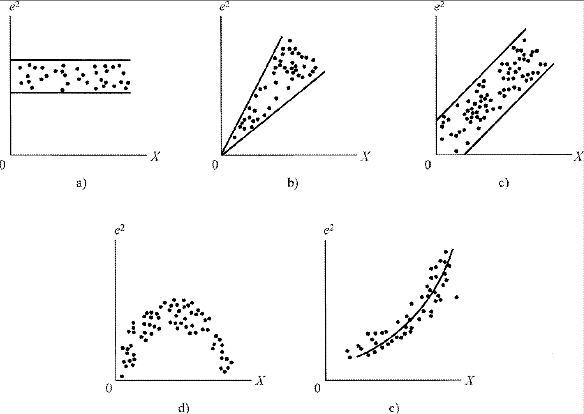 e² e² e²
0 X 0 X 0 X
a) b) c)
e² e²
0 X 0 X
d) e)